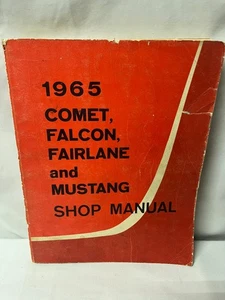 1965
COMET,
FALCON,
FAIRLANE
and
MUSTANG
SHOP MANUAL